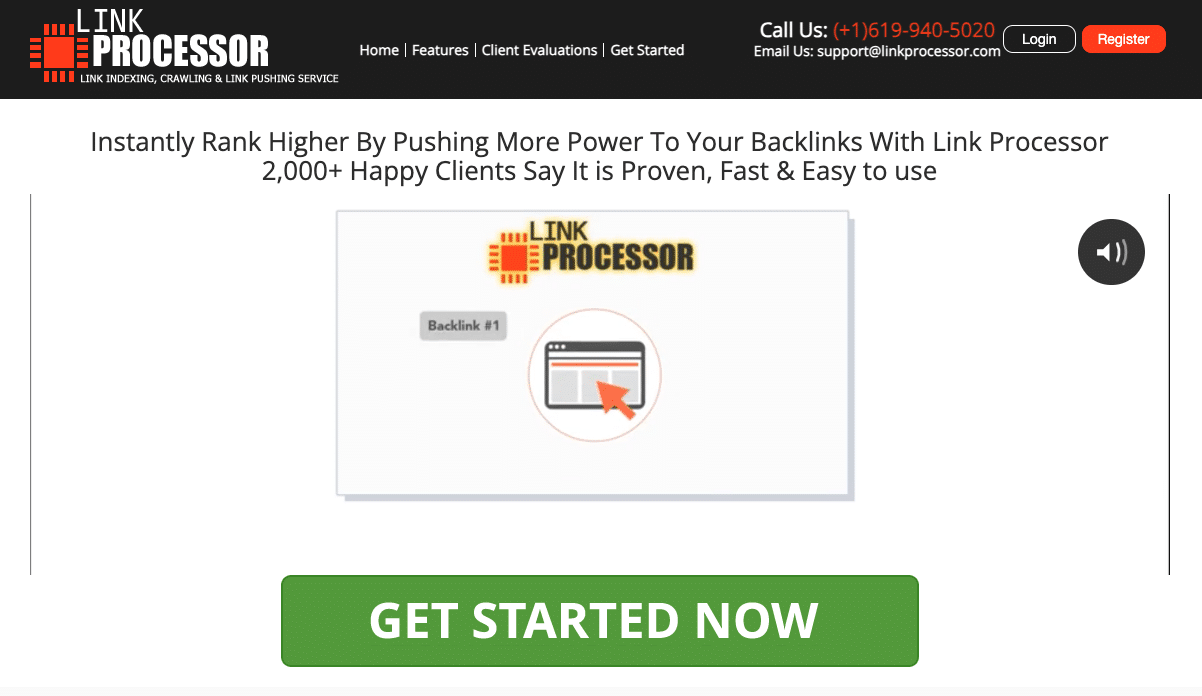 LINK
PROCESSOR
LINK INDEXING, CRAWLING & LINK PUSHING SERVICE
Home | Features | Client Evaluations | Get Started
Call Us: (+1)619-940-5020
Email Us: support@linkprocessor.com
Login
Register
Instantly Rank Higher By Pushing More Power To Your Backlinks With Link Processor
2,000+ Happy Clients Say It is Proven, Fast & Easy to use
LINK
PROCESSOR
Backlink #1
GET STARTED NOW